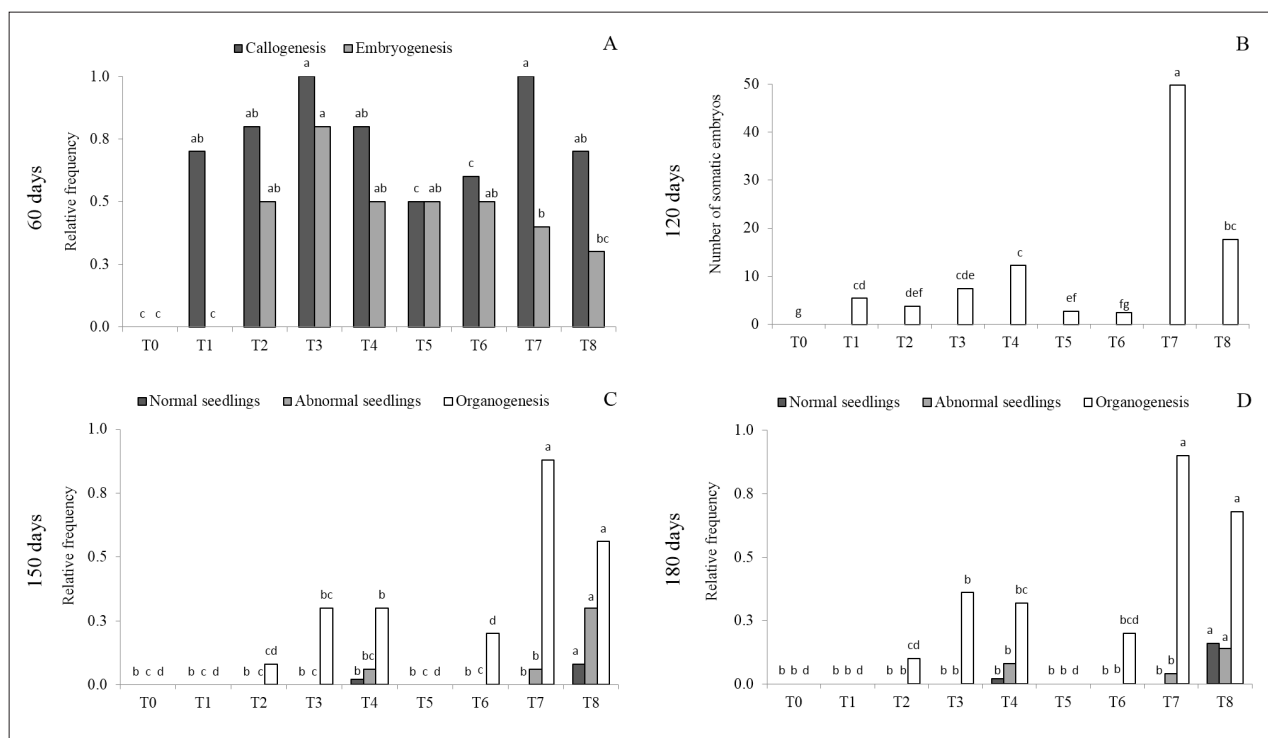 60 days
Callogenesis Embryogenesis A
Relative frequency
1.0
0.8
0.5
0.3
0.0
c c ab c ab ab a a ab ab c ab c ab a b ab bc
T0 T1 T2 T3 T4 T5 T6 T7 T8
120 days
B
Number of somatic embryos
50
40
30
20
10
0
g cd def cde c ef fg a bc
T0 T1 T2 T3 T4 T5 T6 T7 T8
150 days
Normal seedlings Abnormal seedlings Organogenesis C
Relative frequency
1.0
0.8
0.5
0.3
0.0
b c d b c d b c cd b c bc b bc b b c d b c d b b a a a a
T0 T1 T2 T3 T4 T5 T6 T7 T8
180 days
Normal seedlings Abnormal seedlings Organogenesis D
Relative frequency
1.0
0.8
0.5
0.3
0.0
b b d b b d b b cd b b b b b bc b b d b b bcd b b a a a a
T0 T1 T2 T3 T4 T5 T6 T7 T8